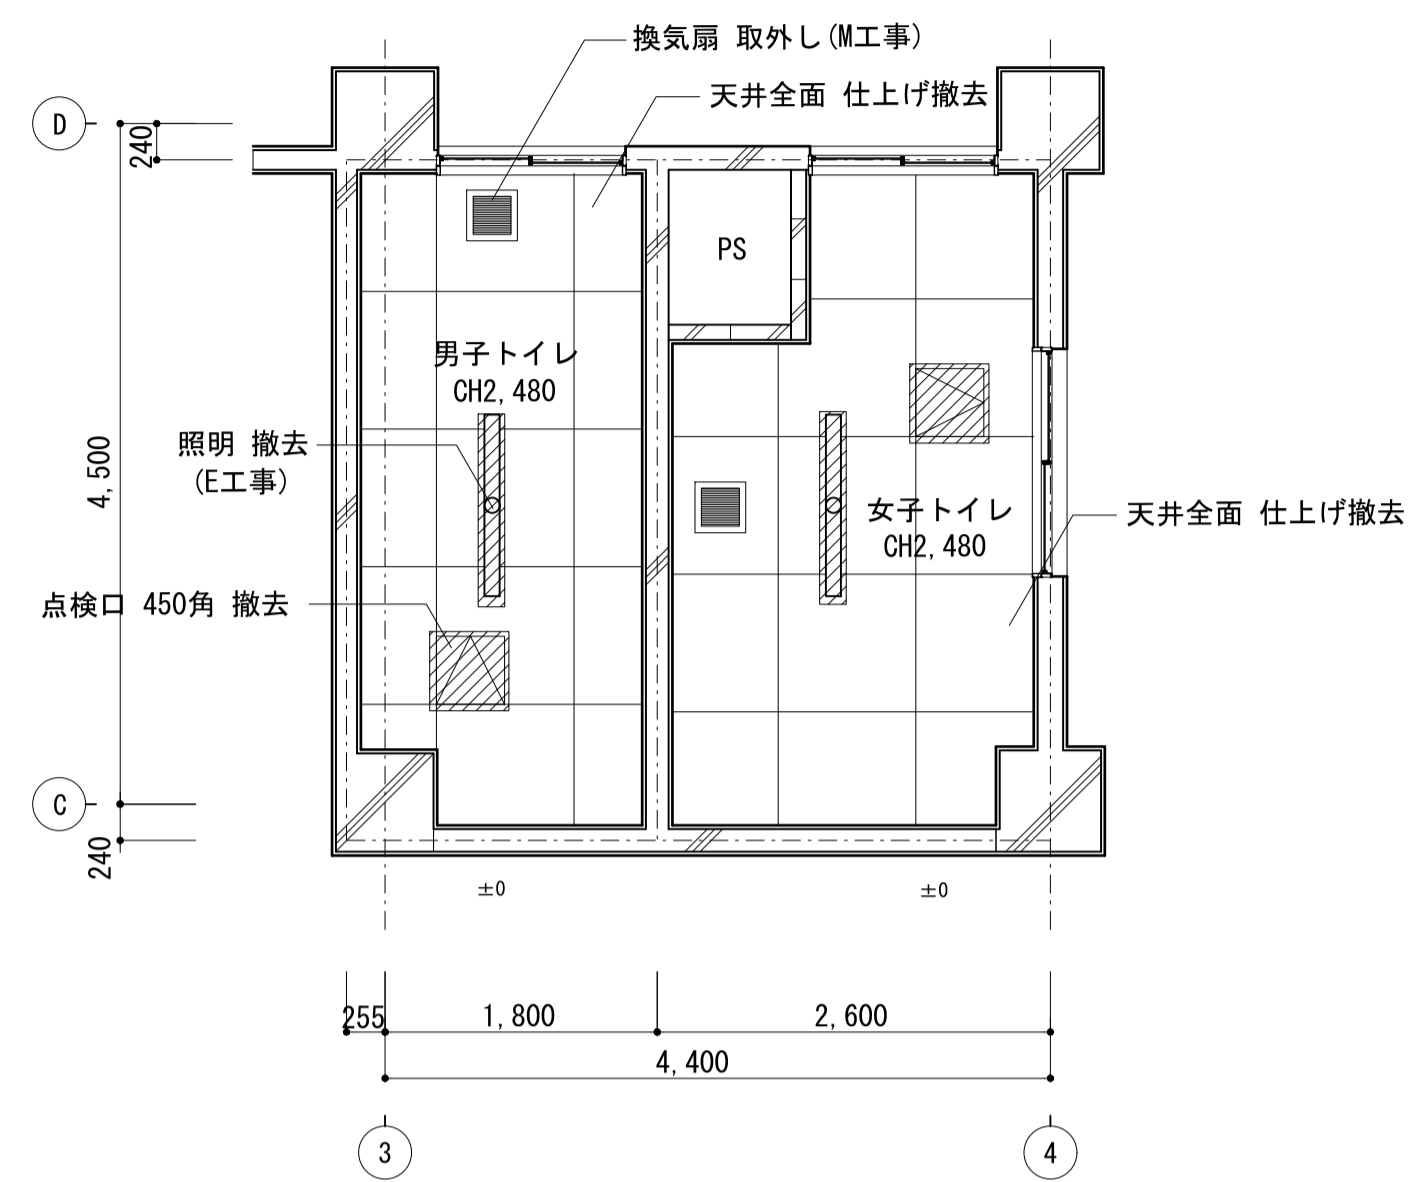 換気扇 取外し(M工事)
天井全面 仕上げ撤去
D
240
PS
男子トイレ
CH2,480
照明 撤去
(E工事)
4,500
女子トイレ
CH2,480
天井全面 仕上げ撤去
点検口 450角 撤去
C
240
±0
±0
255
1,800
2,600
4,400
3
4